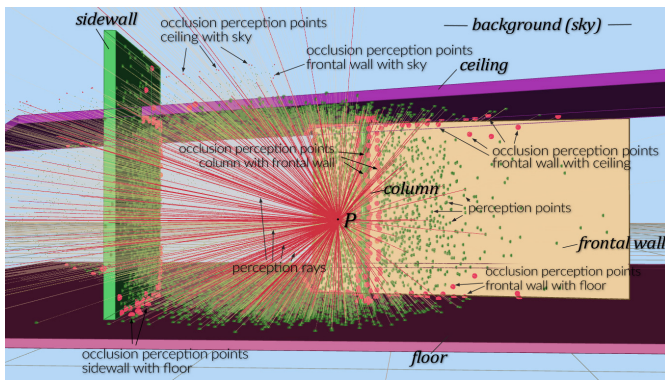 sidewall
occlusion perception points
ceiling with sky
occlusion perception points
frontal wall with sky
background (sky)
ceiling
occlusion perception points
column with frontal wall
occlusion perception points
frontal wall with ceiling
column
P
perception points
frontal wall
perception rays
occlusion perception points
frontal wall with floor
occlusion perception points
sidewall with floor
floor